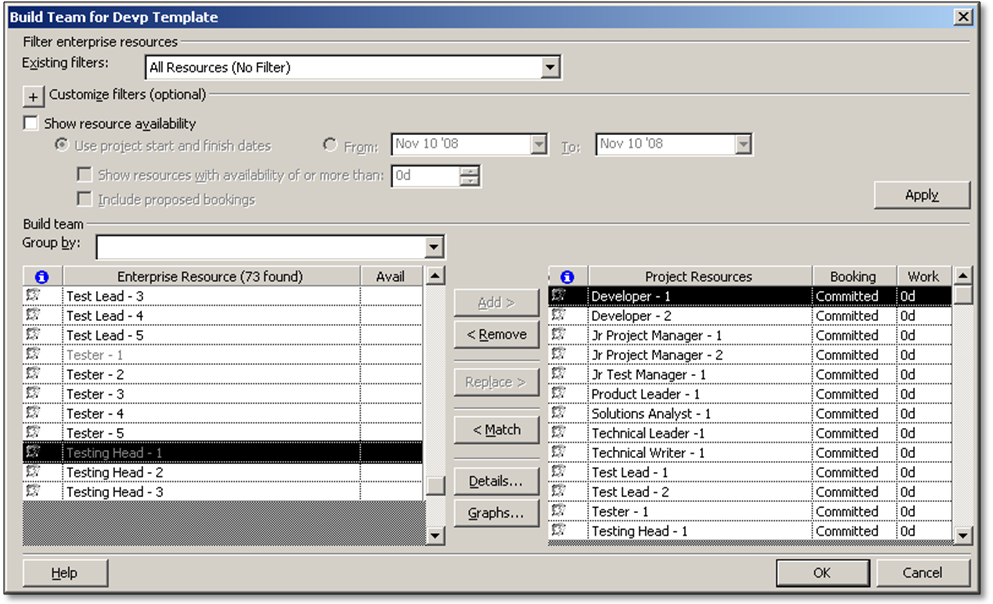 Build Team for Devp Template
Filter enterprise resources
Existing filters: All Resources (No Filter)
+ Customize filters (optional)
Show resource availability
Use project start and finish dates From: Nov 10 '08 To: Nov 10 '08
Show resources with availability of or more than: 0d
Include proposed bookings
Apply
Build team
Group by:
Enterprise Resource (73 found) Avail
Test Lead - 3
Test Lead - 4
Test Lead - 5
Tester - 1
Tester - 2
Tester - 3
Tester - 4
Tester - 5
Testing Head - 1
Testing Head - 2
Testing Head - 3
Add >
< Remove
Replace >
< Match
Details...
Graphs...
Project Resources Booking Work
Developer - 1 Committed 0d
Developer - 2 Committed 0d
Jr Project Manager - 1 Committed 0d
Jr Project Manager - 2 Committed 0d
Jr Test Manager - 1 Committed 0d
Product Leader - 1 Committed 0d
Solutions Analyst - 1 Committed 0d
Technical Leader -1 Committed 0d
Technical Writer - 1 Committed 0d
Test Lead - 1 Committed 0d
Test Lead - 2 Committed 0d
Tester - 1 Committed 0d
Testing Head - 1 Committed 0d
Help
OK
Cancel